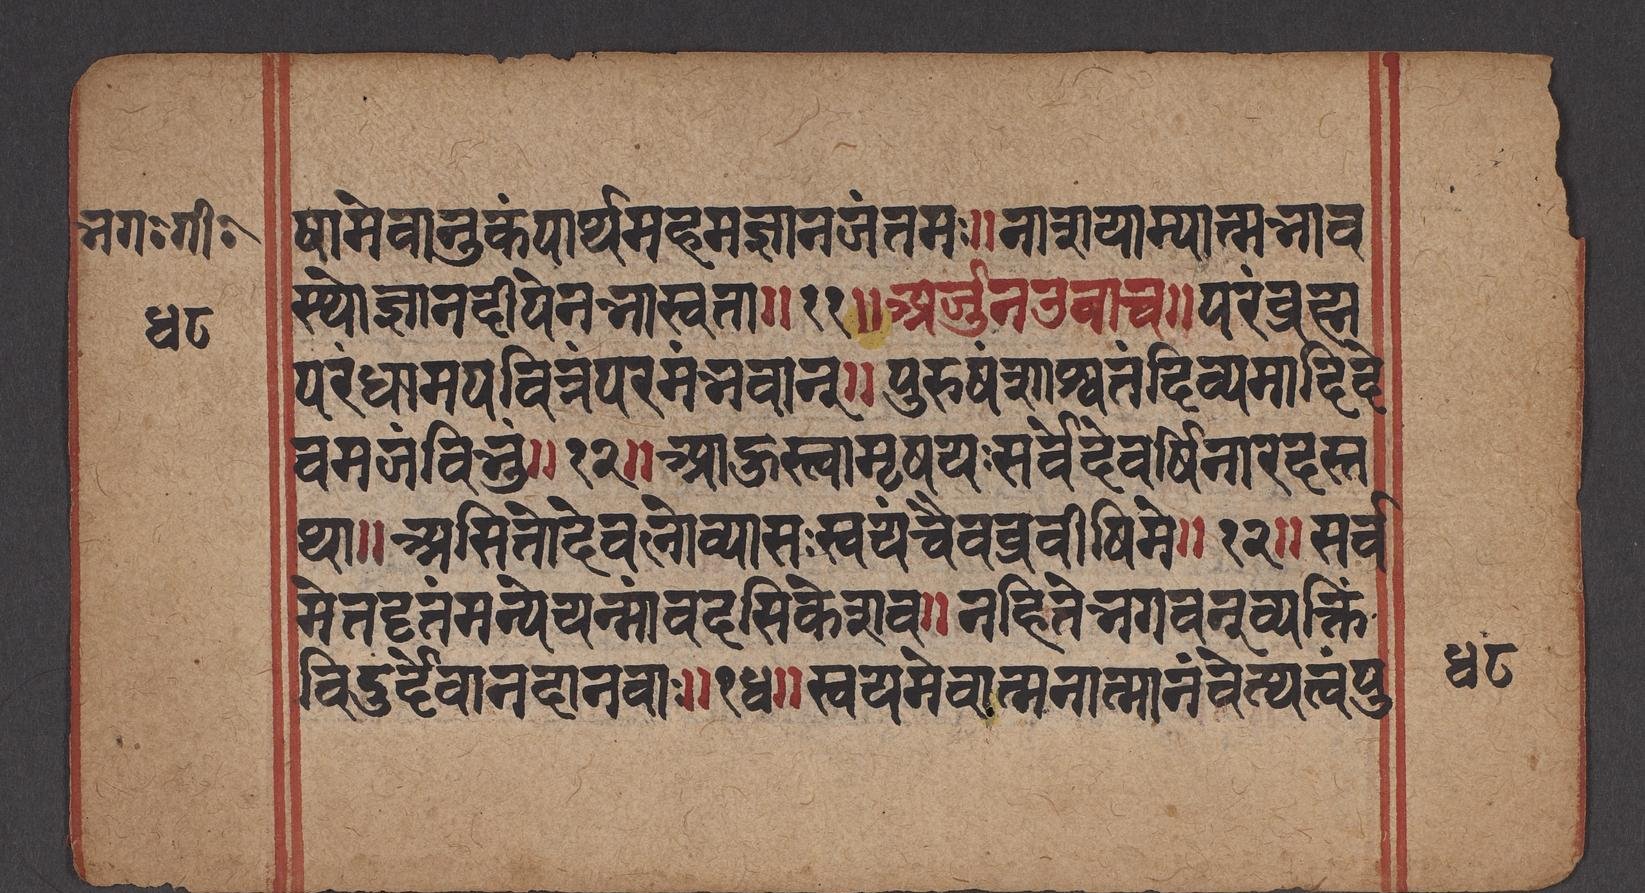 भगःगीः
४८
षामेवानुकंपार्थमहमज्ञानजंतमः॥नाशयाम्यात्मभाव
स्थोज्ञानदीपेनभास्वता॥११॥अर्जुनउवाच॥परंब्रह्म
परंधामपवित्रंपरमंभवान्॥पुरुषंशाश्वतंदिव्यमादिदे
वमजंविभुं॥१२॥आहुस्त्वामृषयःसर्वेदेवर्षिनारदस्त
था॥असितोदेवलोव्यासःस्वयंचैवब्रवीषिमे॥१२॥सर्व
मेतदृतंमन्येयन्मांवदसिकेशव॥नहितेभगवन्व्यक्तिं
विदुर्देवानदानवाः॥१४॥स्वयमेवात्मनात्मानंवेत्थत्वंपु
४८